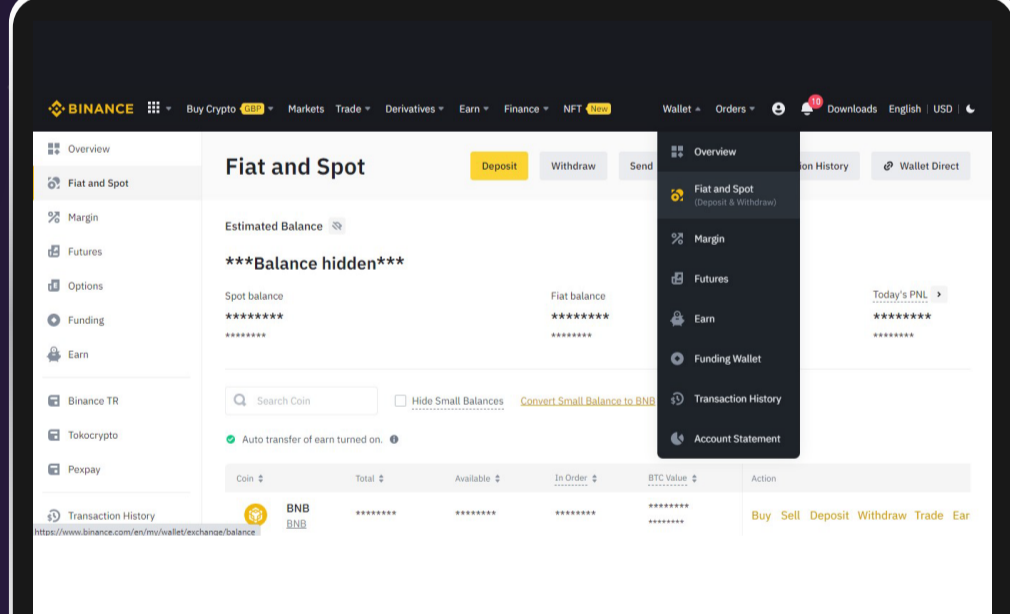 BINANCE Buy Crypto GBP Markets Trade Derivatives Earn Finance NFT New Wallet Orders 10 Downloads English | USD |
Overview
Fiat and Spot
Margin
Futures
Options
Funding
Earn
Binance TR
Tokocrypto
Pexpay
Transaction History
https://www.binance.com/en/my/wallet/exchange/balance
Fiat and Spot
Deposit Withdraw Send History Wallet Direct
Estimated Balance
***Balance hidden***
Spot balance Fiat balance Today's PNL
******** ******** ********
******** ******** ********
Search Coin Hide Small Balances Convert Small Balance to BNB
Auto transfer of earn turned on.
Coin Total Available In Order BTC Value Action
BNB ******** ******** ******** ******** Buy Sell Deposit Withdraw Trade Ear
BNB ********
Overview
Fiat and Spot
(Deposit & Withdraw)
Margin
Futures
Earn
Funding Wallet
Transaction History
Account Statement